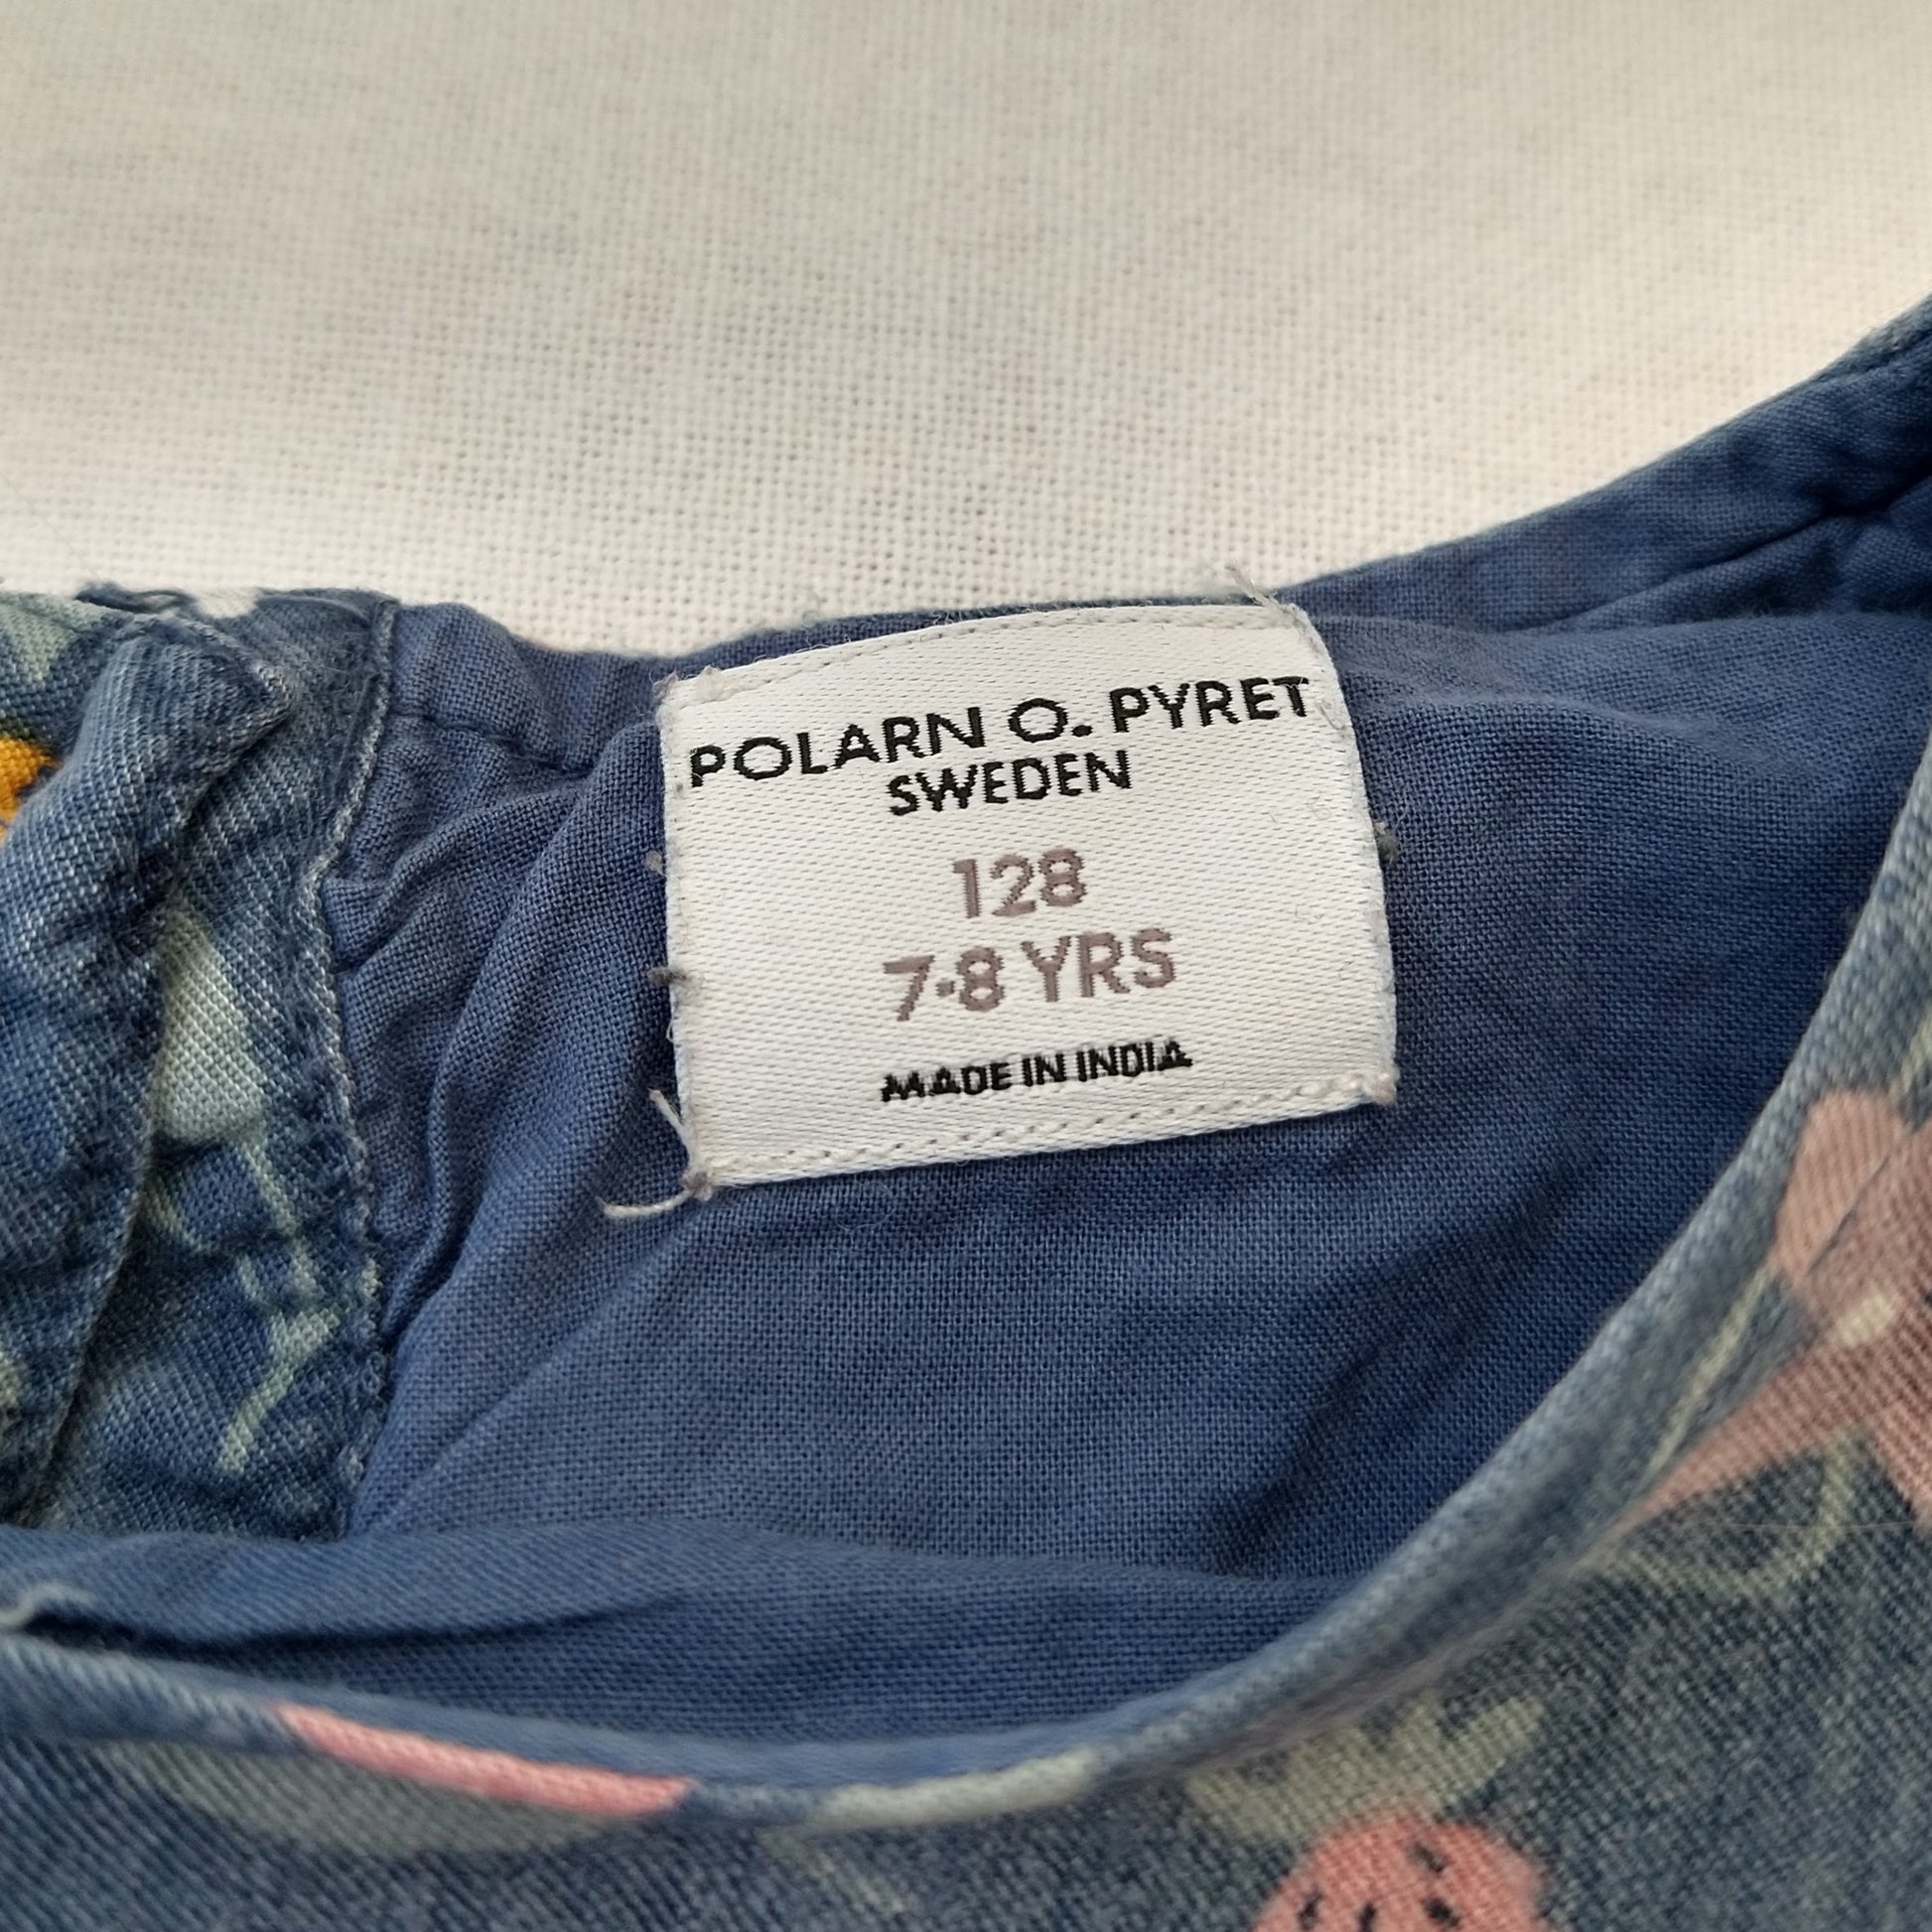 POLARN O. PYRET
SWEDEN
128
7-8 YRS
MADE IN INDIA